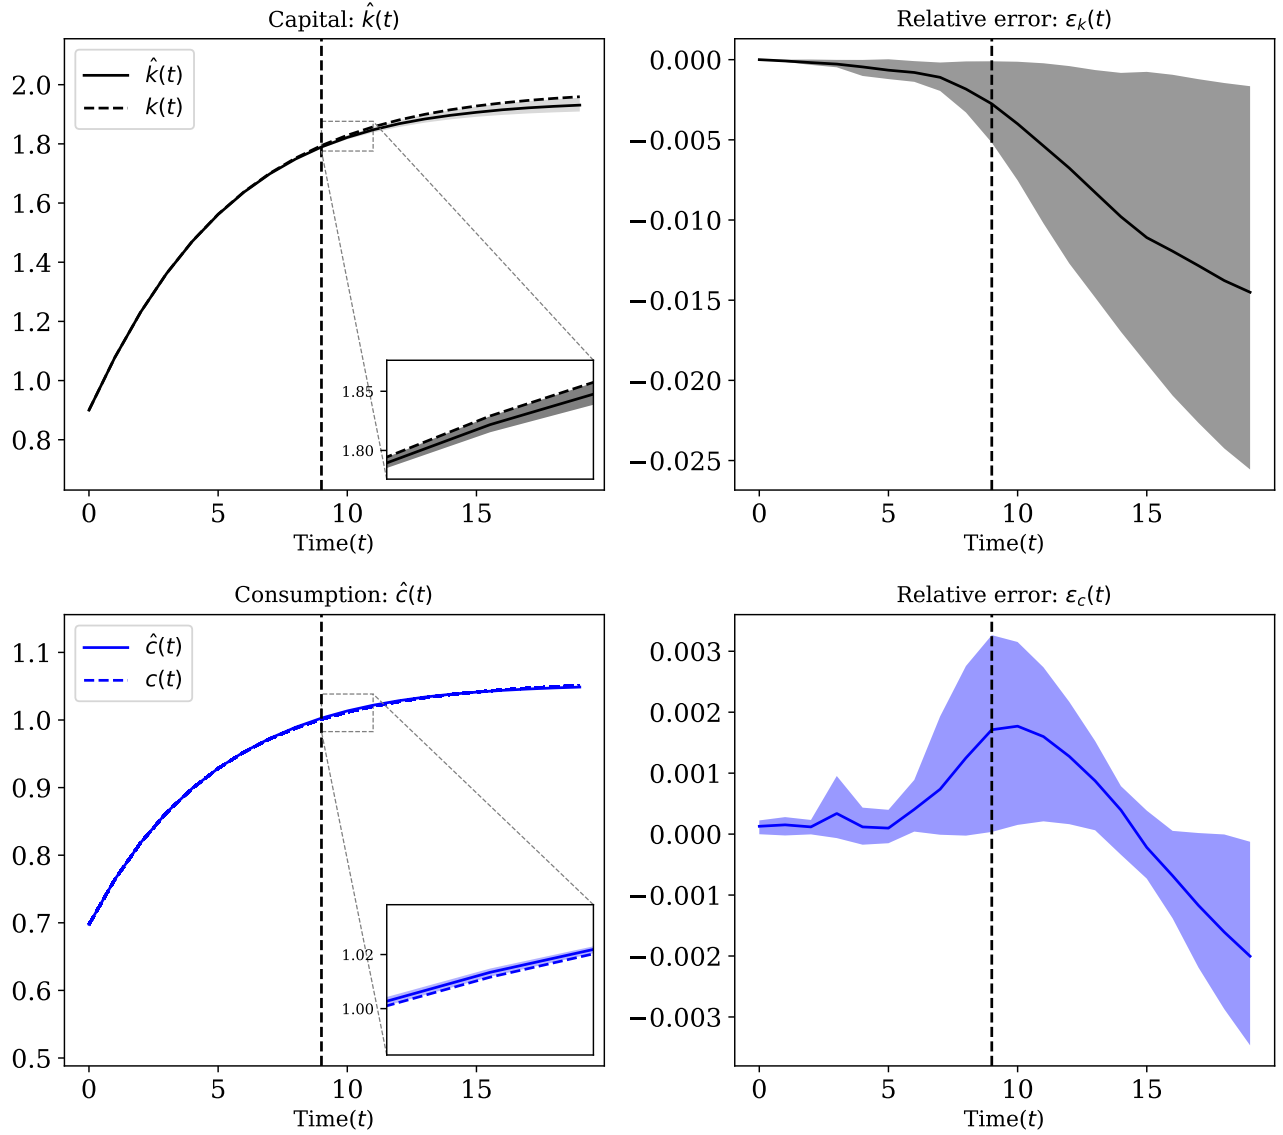 Capital: k̂(t)
k̂(t)
k(t)
2.0
1.8
1.6
1.4
1.2
1.0
0.8
1.85
1.80
0 5 10 15
Time(t)
Relative error: ε_k(t)
0.000
−0.005
−0.010
−0.015
−0.020
−0.025
0 5 10 15
Time(t)
Consumption: ĉ(t)
ĉ(t)
c(t)
1.1
1.0
0.9
0.8
0.7
0.6
0.5
1.02
1.00
0 5 10 15
Time(t)
Relative error: ε_c(t)
0.003
0.002
0.001
0.000
−0.001
−0.002
−0.003
0 5 10 15
Time(t)